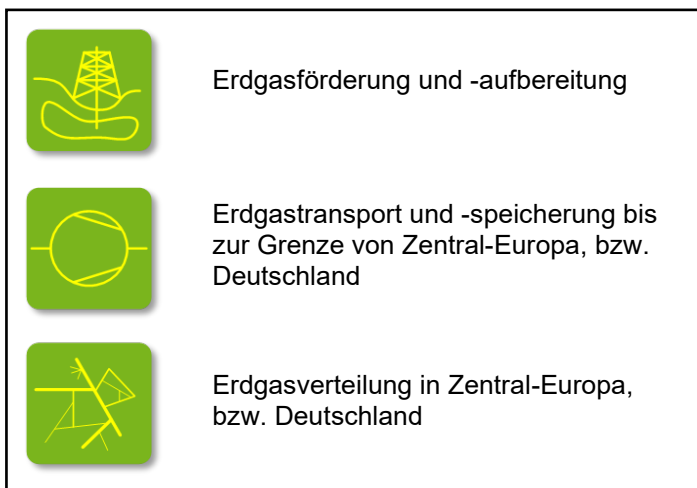 Erdgasförderung und -aufbereitung
Erdgastransport und -speicherung bis
zur Grenze von Zentral-Europa, bzw.
Deutschland
Erdgasverteilung in Zentral-Europa,
bzw. Deutschland